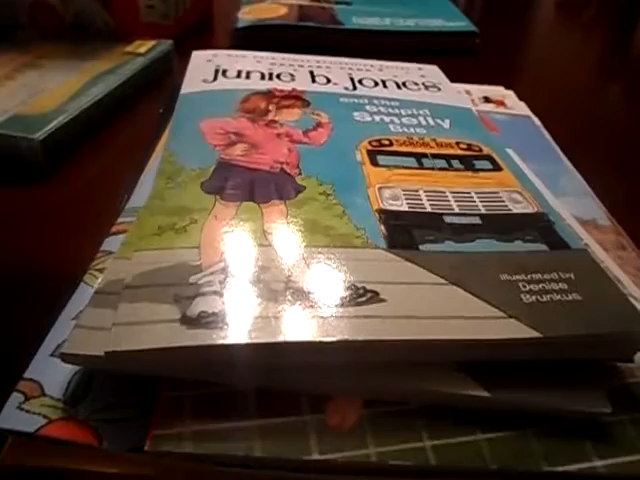 junie b. jones
and the
Stupid
Smelly
Bus
SCHOOL BUS
illustrated by
Denise
Brunkus